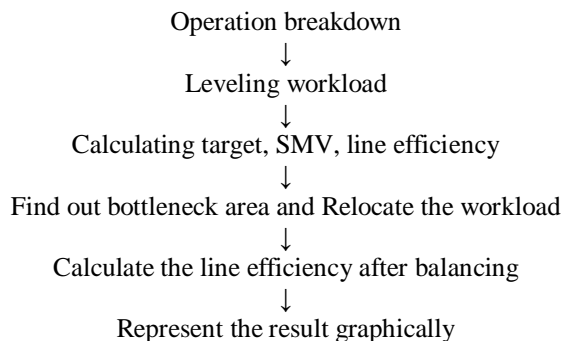 Operation breakdown
↓
Leveling workload
↓
Calculating target, SMV, line efficiency
↓
Find out bottleneck area and Relocate the workload
↓
Calculate the line efficiency after balancing
↓
Represent the result graphically